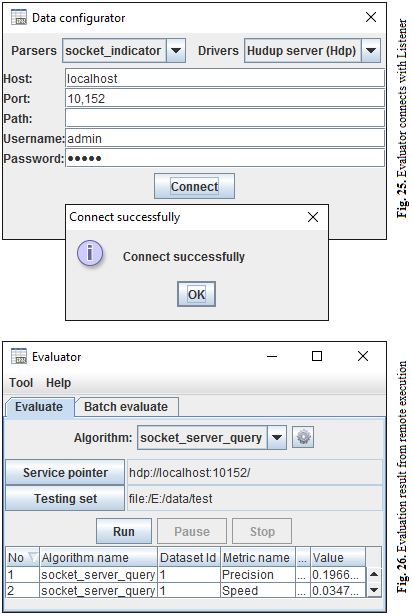 Data configurator
Parsers socket_indicator Drivers Hudup server (Hdp)
Host: localhost
Port: 10,152
Path:
Username: admin
Password: ●●●●●
Connect
Connect successfully
Connect successfully
OK
Fig. 25. Evaluator connects with Listener
Evaluator
Tool Help
Evaluate Batch evaluate
Algorithm: socket_server_query
Service pointer hdp://localhost:10152/
Testing set file:/E:/data/test
Run Pause Stop
No Algorithm name Dataset Id Metric name ... Value
1 socket_server_query 1 Precision ... 0.1966...
2 socket_server_query 1 Speed ... 0.0347...
Fig. 26. Evaluation result from remote execution